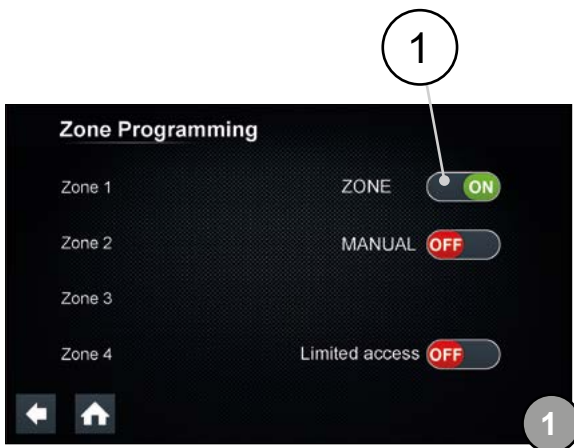 1
Zone Programming
Zone 1 ZONE ON
Zone 2 MANUAL OFF
Zone 3
Zone 4 Limited access OFF
1